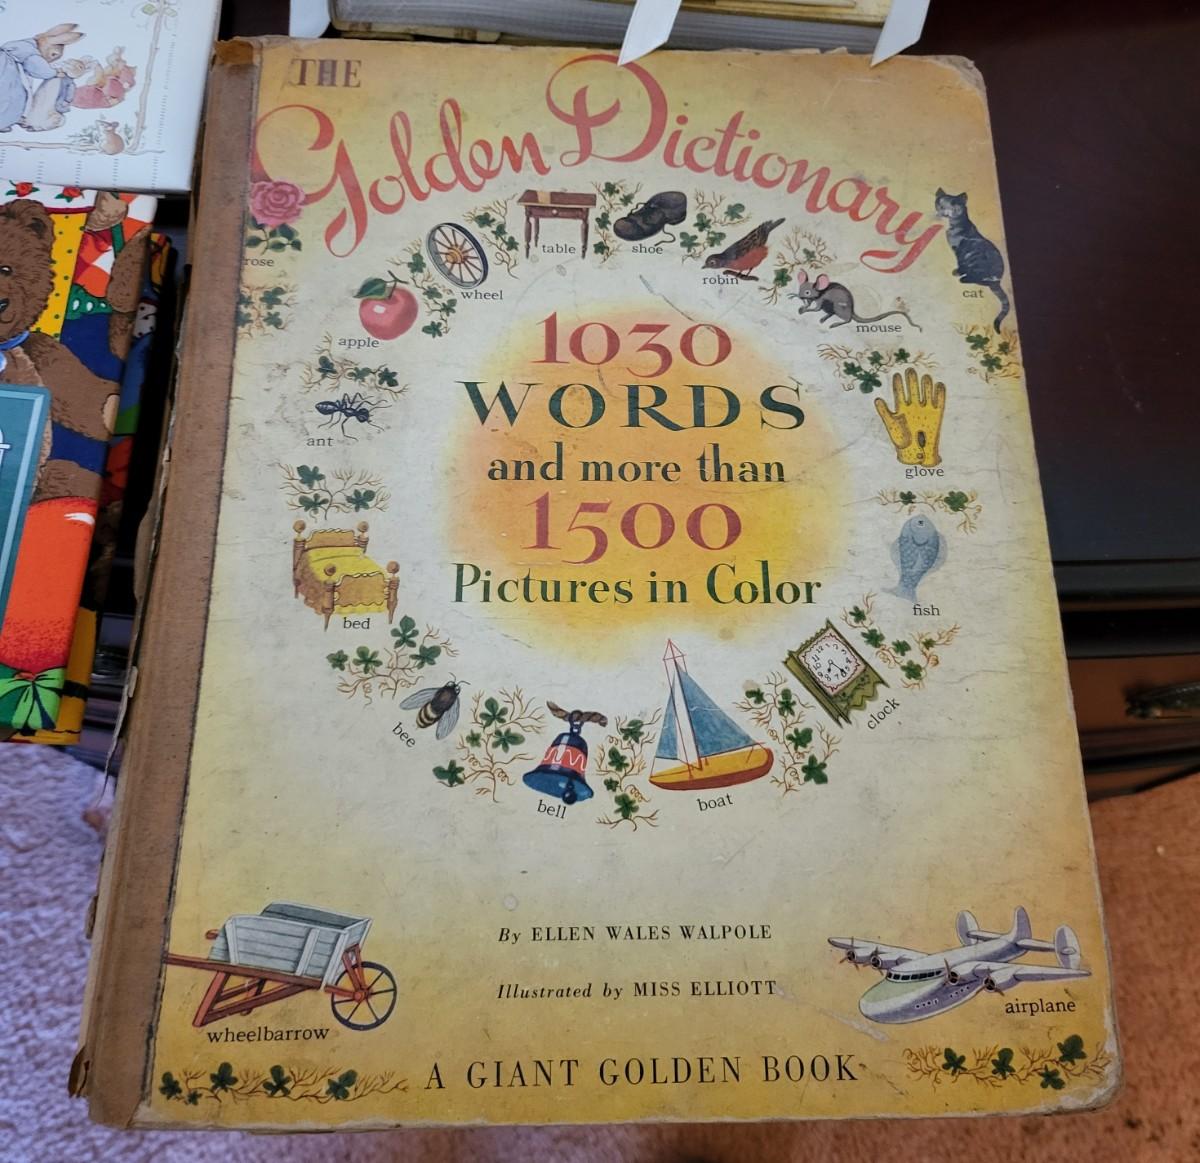 THE
Golden Dictionary
rose
wheel
table
shoe
robin
mouse
cat
apple
ant
glove
bed
fish
bee
bell
boat
clock
1030
WORDS
and more than
1500
Pictures in Color
By ELLEN WALES WALPOLE
Illustrated by MISS ELLIOTT
wheelbarrow
airplane
A GIANT GOLDEN BOOK